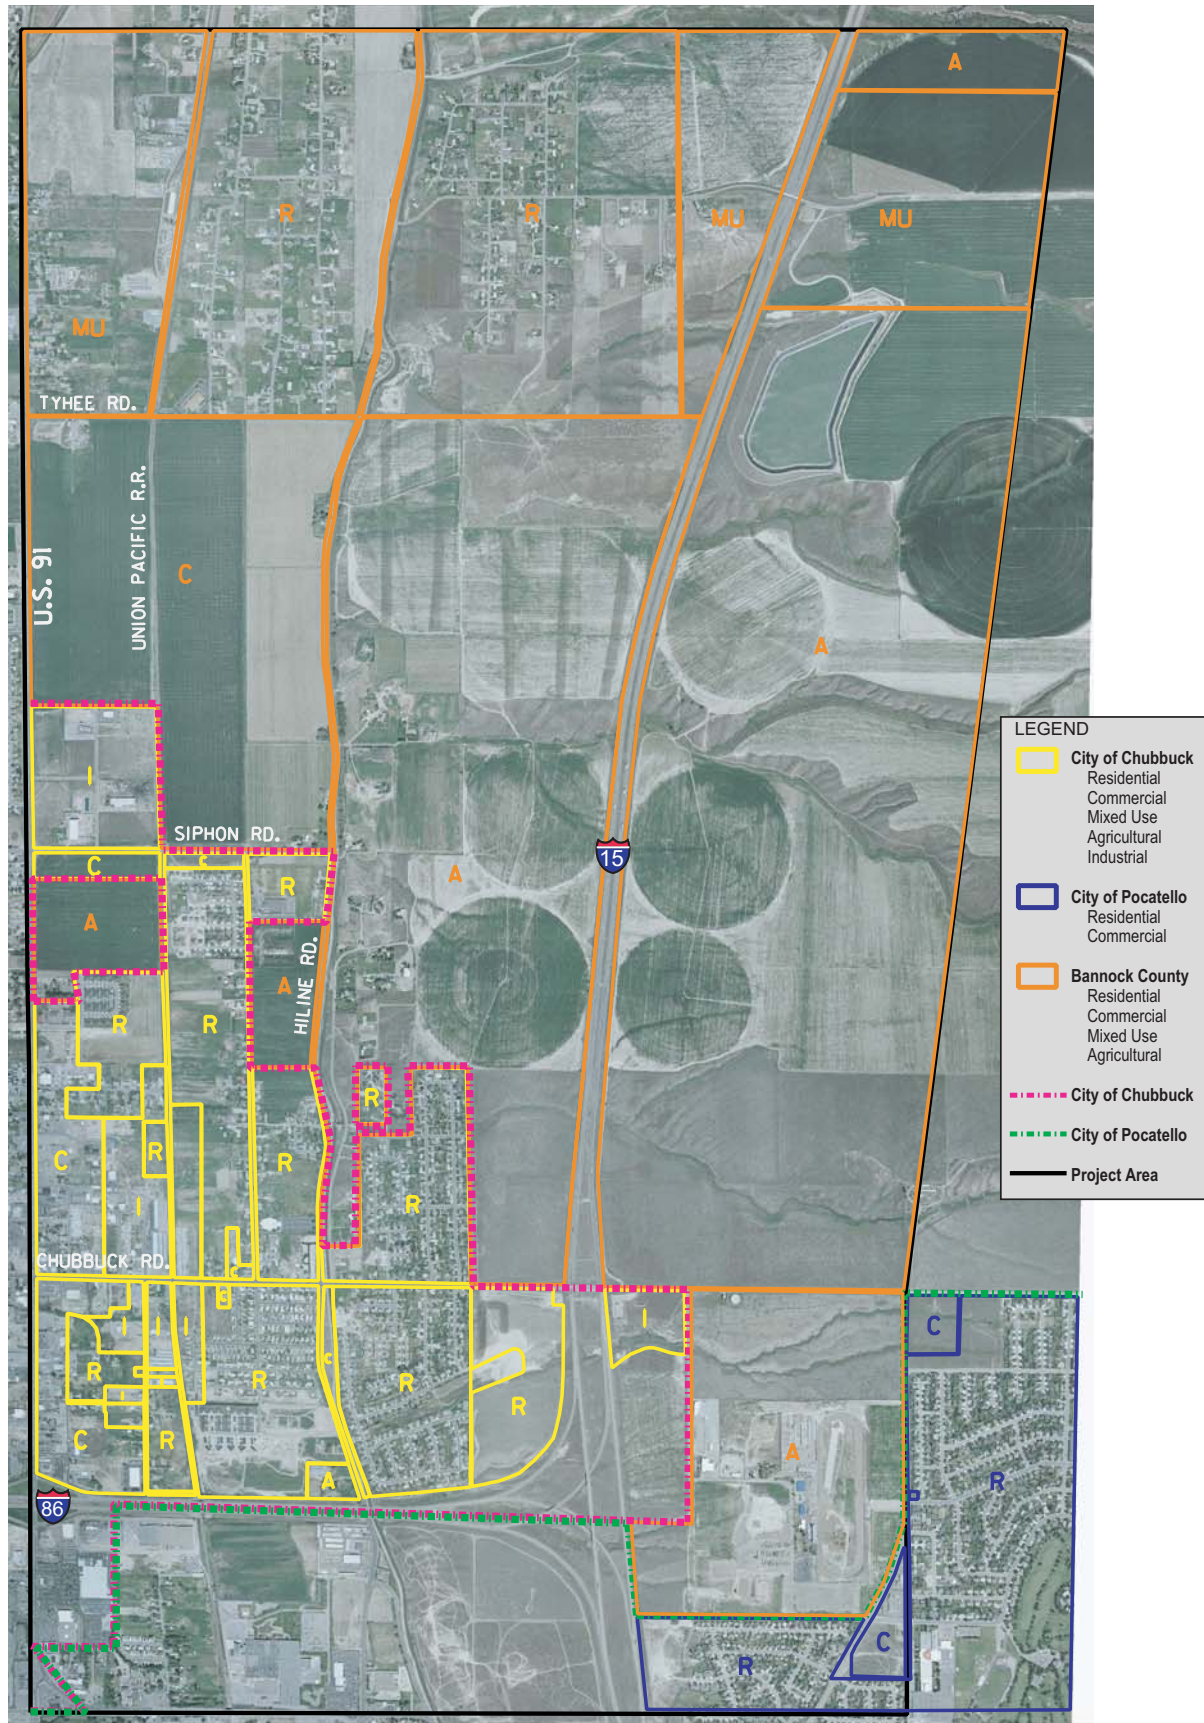 A
R
R
MU
MU
MU
TYHEE RD.
UNION PACIFIC R.R.
U.S. 91
C
A
I
SIPHON RD.
15
C
C
R
A
A
A
HILINE RD.
R
R
R
C
R
R
R
I
CHUBBUCK RD.
C
C
I
I
I
I
C
R
R
R
R
I
I
C
R
A
A
C
R
86
R
C
LEGEND
City of Chubbuck
Residential
Commercial
Mixed Use
Agricultural
Industrial
City of Pocatello
Residential
Commercial
Bannock County
Residential
Commercial
Mixed Use
Agricultural
City of Chubbuck
City of Pocatello
Project Area